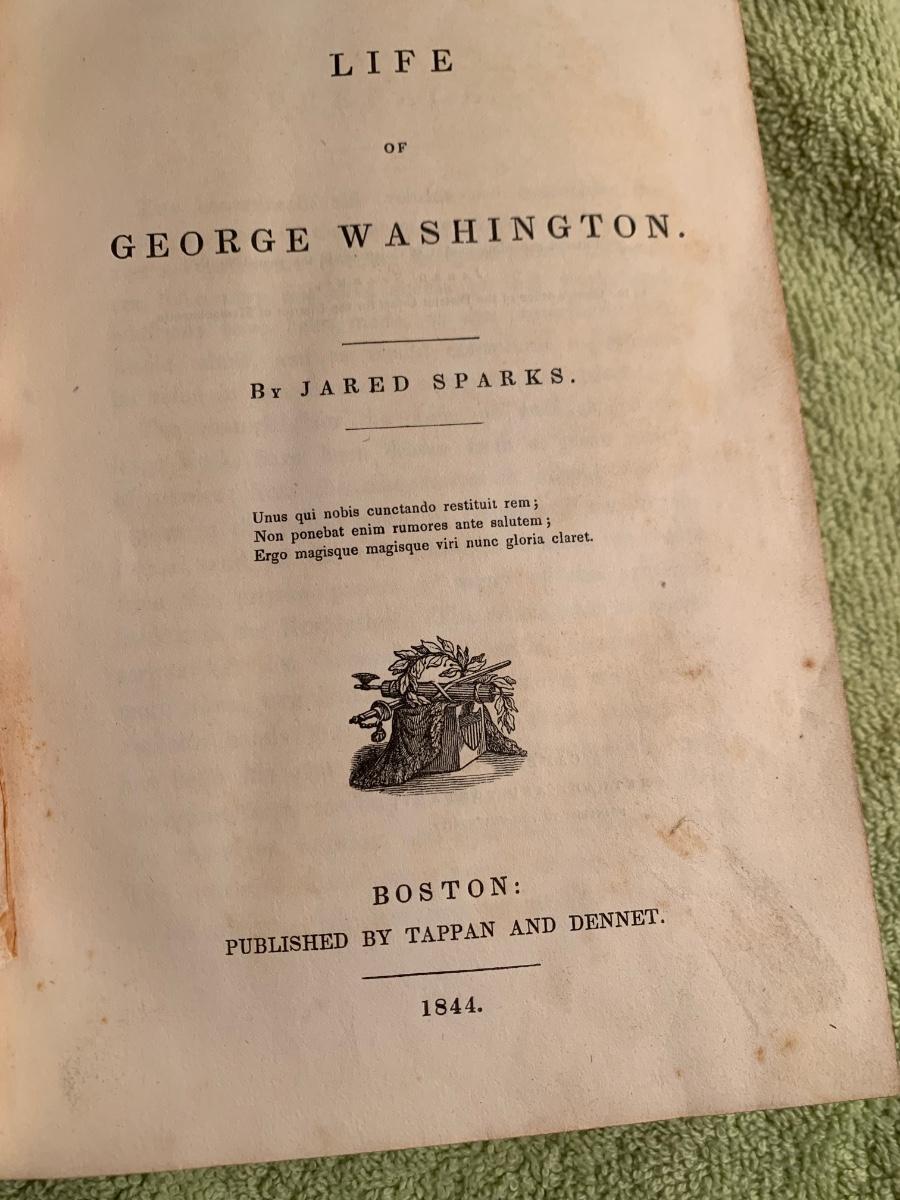 LIFE
OF
GEORGE WASHINGTON.
BY JARED SPARKS.
Unus qui nobis cunctando restituit rem;
Non ponebat enim rumores ante salutem;
Ergo magisque magisque viri nunc gloria claret.
BOSTON:
PUBLISHED BY TAPPAN AND DENNET.
1844.